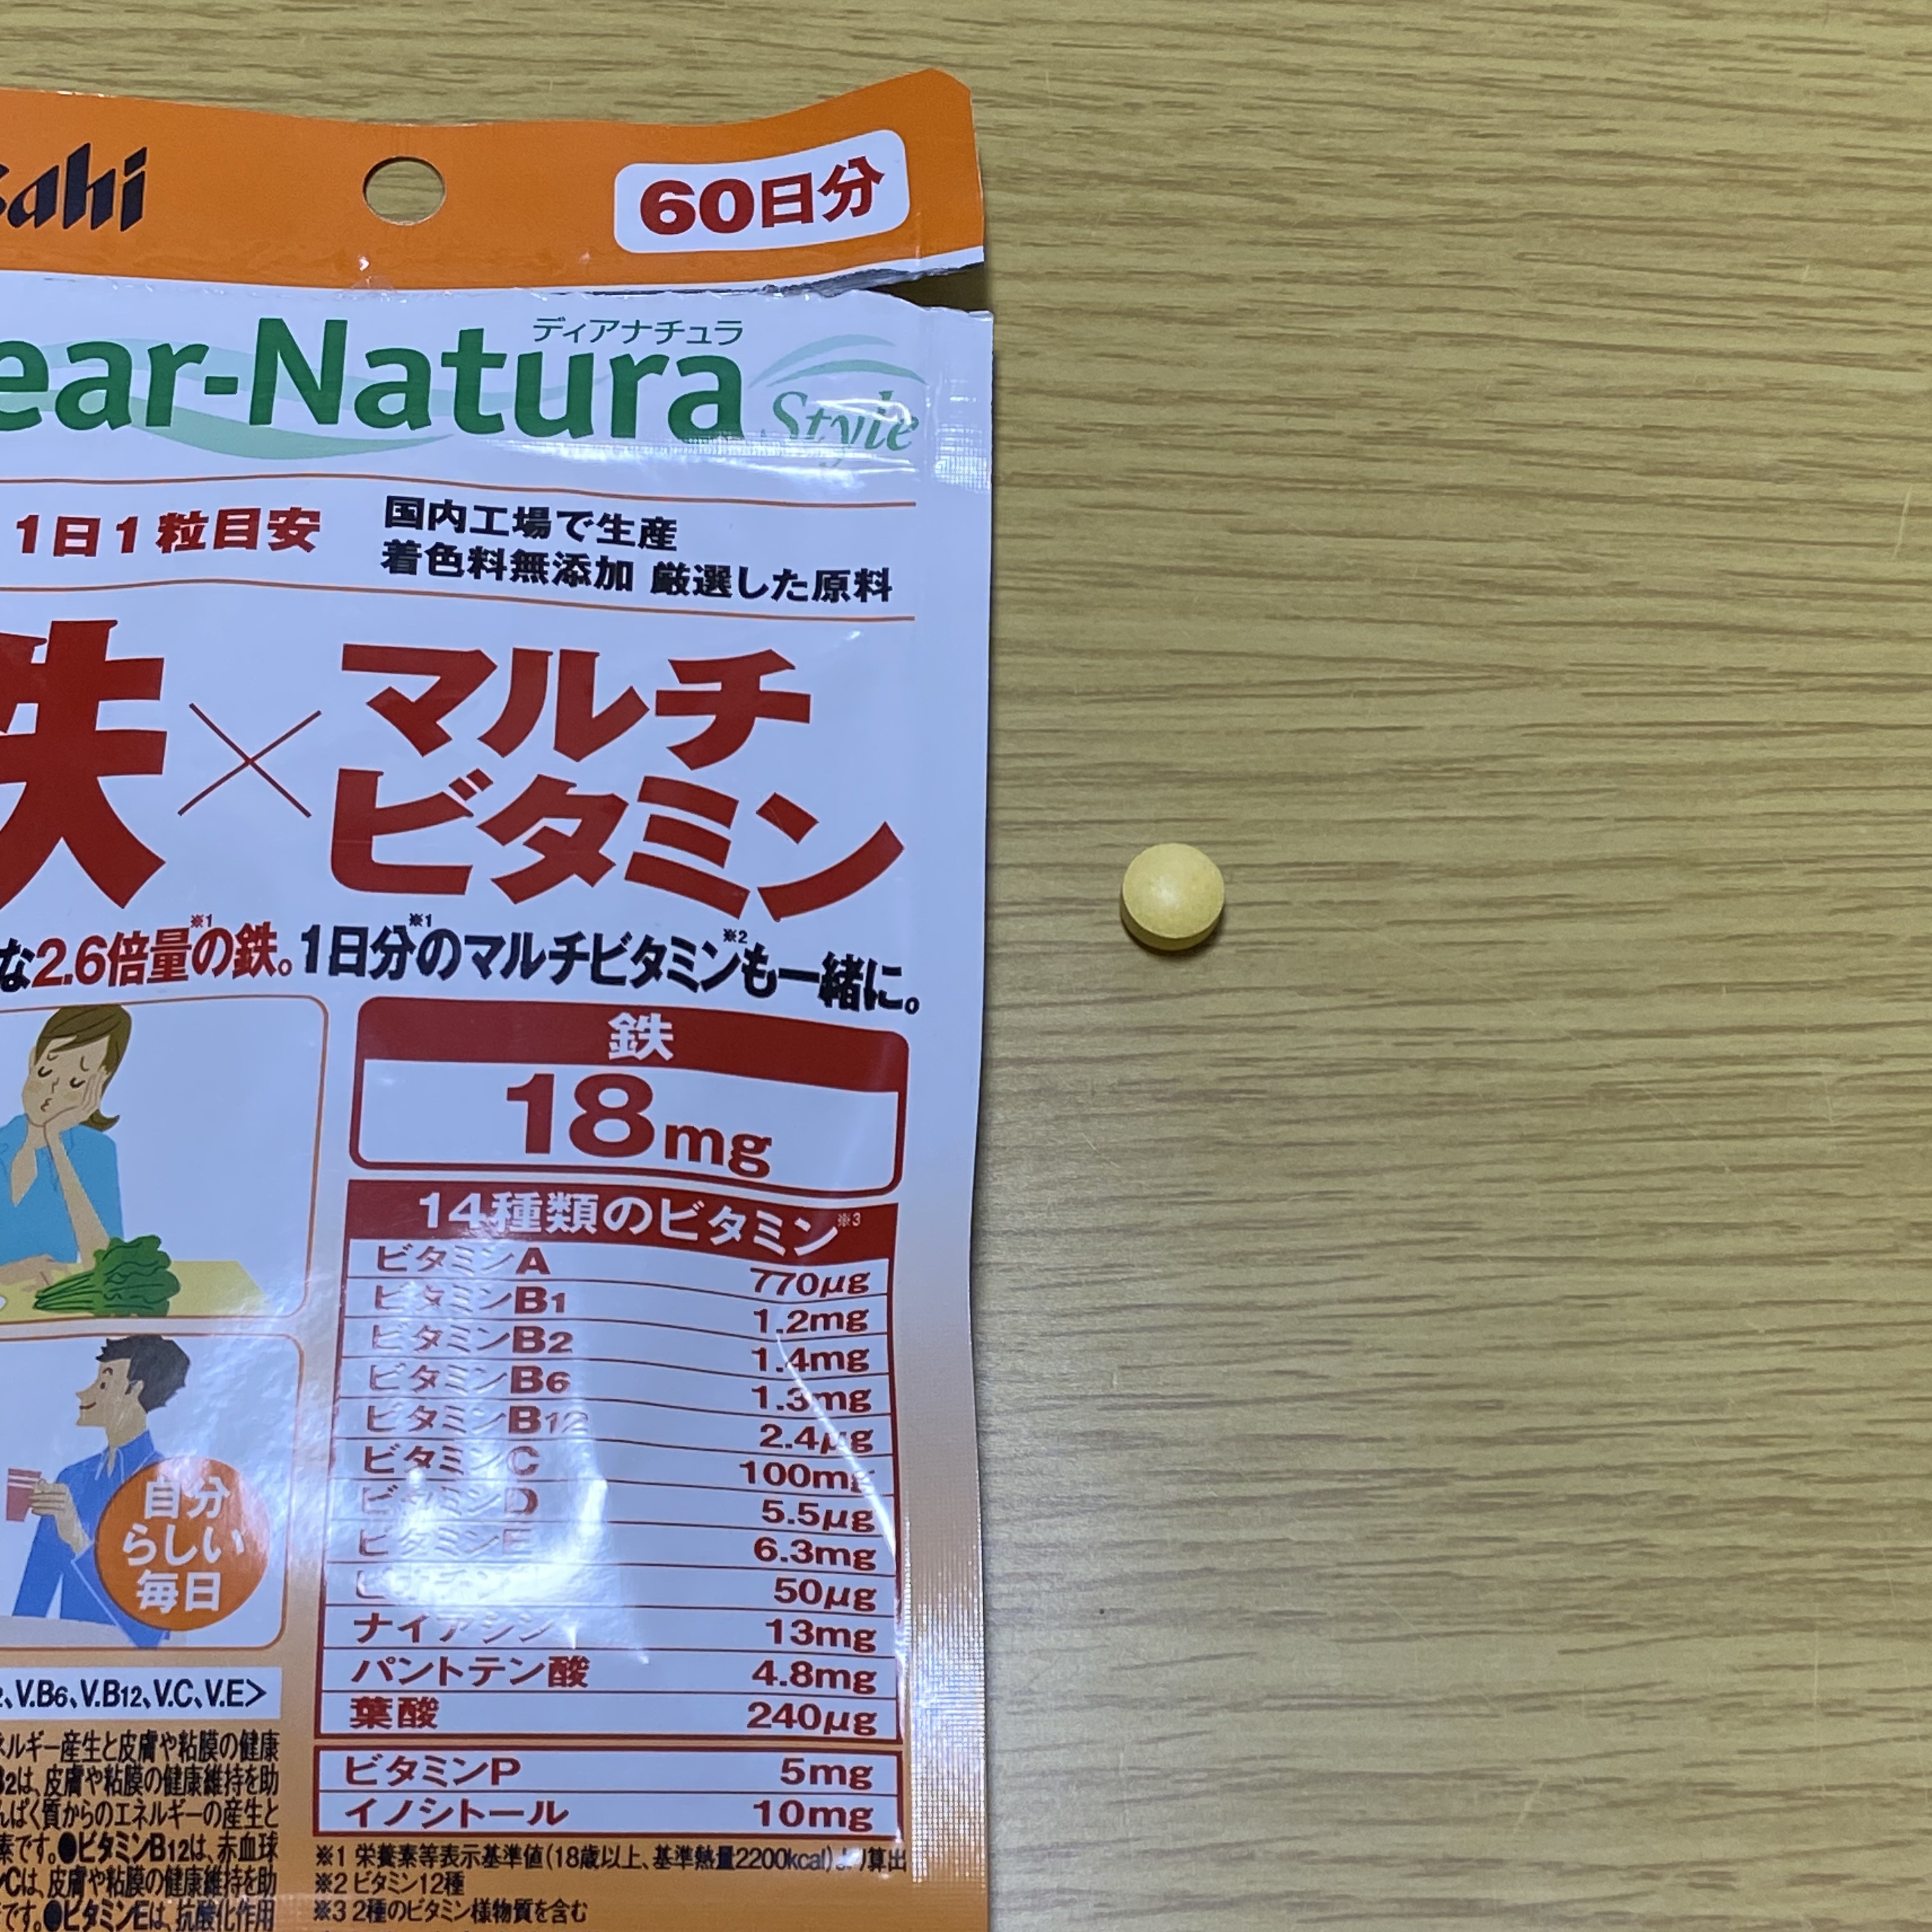 sahi
60日分
ディアナチュラ
ear-Natura Style
1日1粒目安
国内工場で生産
着色料無添加 厳選した原料
鉄×マルチ
ビタミン
な2.6倍量※1の鉄。1日分※1のマルチビタミン※2も一緒に。
鉄
18mg
14種類のビタミン※3
ビタミンA 770μg
ビタミンB1 1.2mg
ビタミンB2 1.4mg
ビタミンB6 1.3mg
ビタミンB12 2.4μg
ビタミンC 100mg
ビタミンD 5.5μg
ビタミンE 6.3mg
50μg
ナイアシン 13mg
パントテン酸 4.8mg
葉酸 240μg
ビタミンP 5mg
イノシトール 10mg
※1 栄養素等表示基準値(18歳以上、基準熱量2200kcal)より算出
※2 ビタミン12種
※3 2種のビタミン様物質を含む
自分
らしい
毎日
、V.B6、V.B12、V.C、V.E>
ネルギー産生と皮膚や粘膜の健康
B2は、皮膚や粘膜の健康維持を助
んぱく質からのエネルギーの産生と
素です。●ビタミンB12は、赤血球
Cは、皮膚や粘膜の健康維持を助
です。●ビタミンEは、抗酸化作用